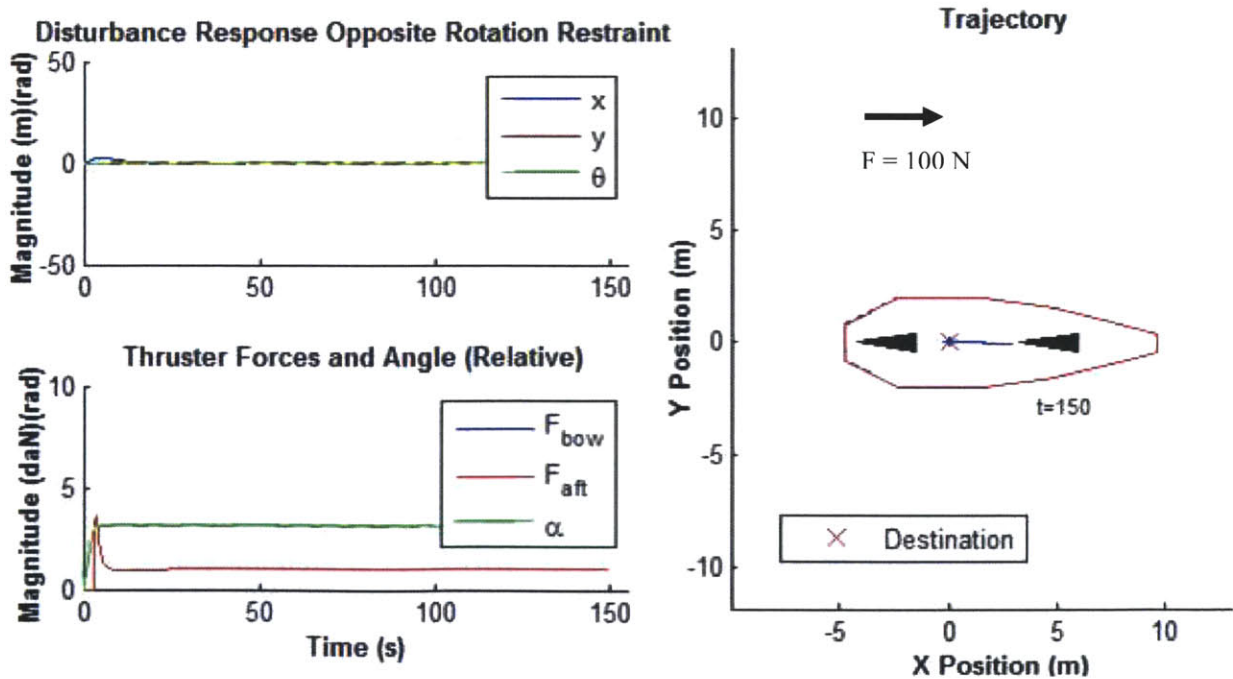 Disturbance Response Opposite Rotation Restraint
Magnitude (m)(rad)
50
0
-50
0
50
100
150
x
y
θ
Thruster Forces and Angle (Relative)
Magnitude (daN)(rad)
10
5
0
0
50
100
150
Time (s)
F_bow
F_aft
α
Trajectory
Y Position (m)
10
5
0
-5
-10
F = 100 N
t=150
Destination
-5
0
5
10
X Position (m)